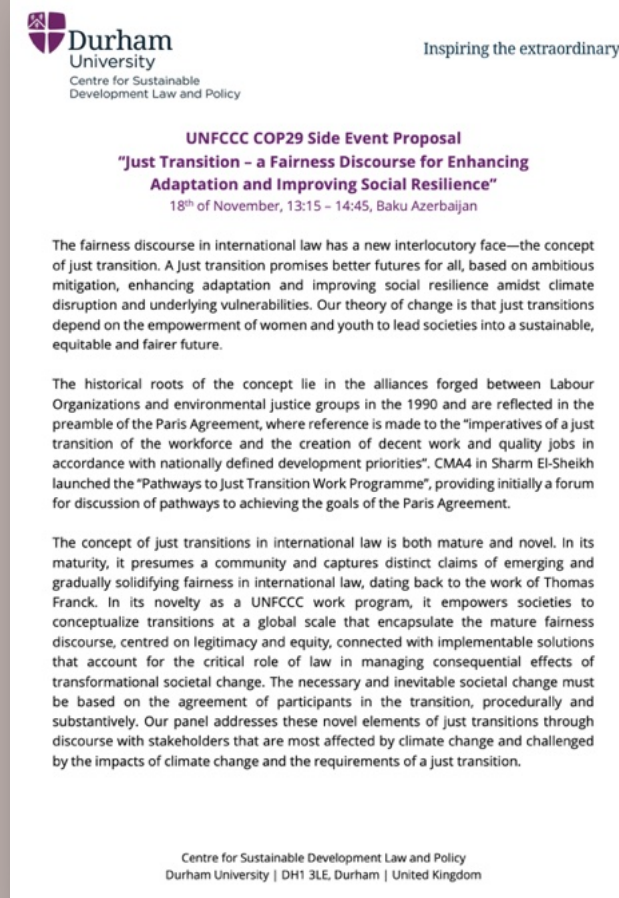 Durham
University
Centre for Sustainable
Development Law and Policy
Inspiring the extraordinary
UNFCCC COP29 Side Event Proposal
“Just Transition – a Fairness Discourse for Enhancing
Adaptation and Improving Social Resilience”
18th of November, 13:15 – 14:45, Baku Azerbaijan
The fairness discourse in international law has a new interlocutory face—the concept
of just transition. A Just transition promises better futures for all, based on ambitious
mitigation, enhancing adaptation and improving social resilience amidst climate
disruption and underlying vulnerabilities. Our theory of change is that just transitions
depend on the empowerment of women and youth to lead societies into a sustainable,
equitable and fairer future.
The historical roots of the concept lie in the alliances forged between Labour
Organizations and environmental justice groups in the 1990 and are reflected in the
preamble of the Paris Agreement, where reference is made to the “imperatives of a just
transition of the workforce and the creation of decent work and quality jobs in
accordance with nationally defined development priorities”. CMA4 in Sharm El-Sheikh
launched the “Pathways to Just Transition Work Programme”, providing initially a forum
for discussion of pathways to achieving the goals of the Paris Agreement.
The concept of just transitions in international law is both mature and novel. In its
maturity, it presumes a community and captures distinct claims of emerging and
gradually solidifying fairness in international law, dating back to the work of Thomas
Franck. In its novelty as a UNFCCC work program, it empowers societies to
conceptualize transitions at a global scale that encapsulate the mature fairness
discourse, centred on legitimacy and equity, connected with implementable solutions
that account for the critical role of law in managing consequential effects of
transformational societal change. The necessary and inevitable societal change must
be based on the agreement of participants in the transition, procedurally and
substantively. Our panel addresses these novel elements of just transitions through
discourse with stakeholders that are most affected by climate change and challenged
by the impacts of climate change and the requirements of a just transition.
Centre for Sustainable Development Law and Policy
Durham University | DH1 3LE, Durham | United Kingdom